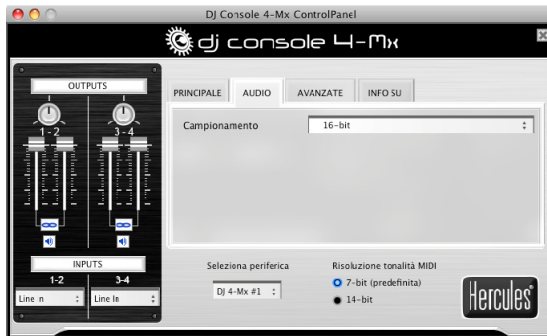 DJ Console 4-Mx ControlPanel
dj console 4-Mx
OUTPUTS
1-2 3-4
INPUTS
1-2 3-4
Line In Line In
PRINCIPALE AUDIO AVANZATE INFO SU
Campionamento 16-bit
Seleziona periferica
DJ 4-Mx #1
Risoluzione tonalità MIDI
7-bit (predefinita)
14-bit
Hercules